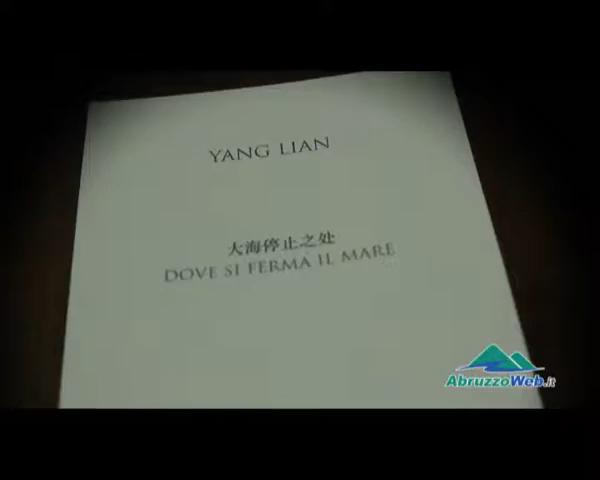 YANG LIAN
大海停止之处
DOVE SI FERMA IL MARE
AbruzzoWeb.it